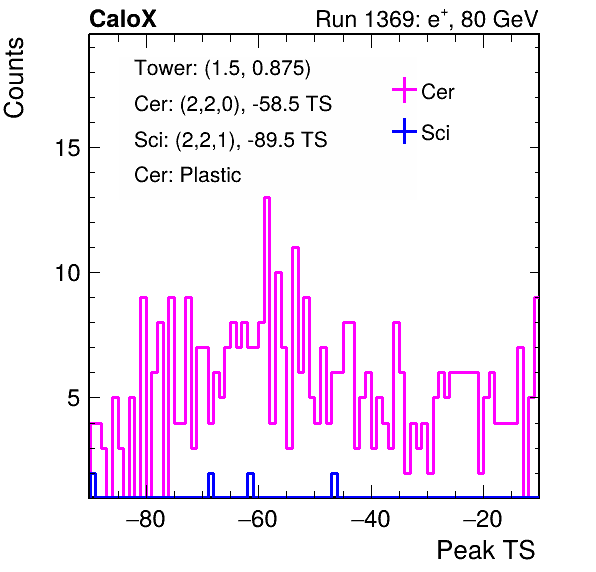 CaloX Run 1369: e⁺, 80 GeV
Counts
Tower: (1.5, 0.875)
Cer: (2,2,0), -58.5 TS
Sci: (2,2,1), -89.5 TS
Cer: Plastic
Cer
Sci
15
10
5
−80 −60 −40 −20
Peak TS